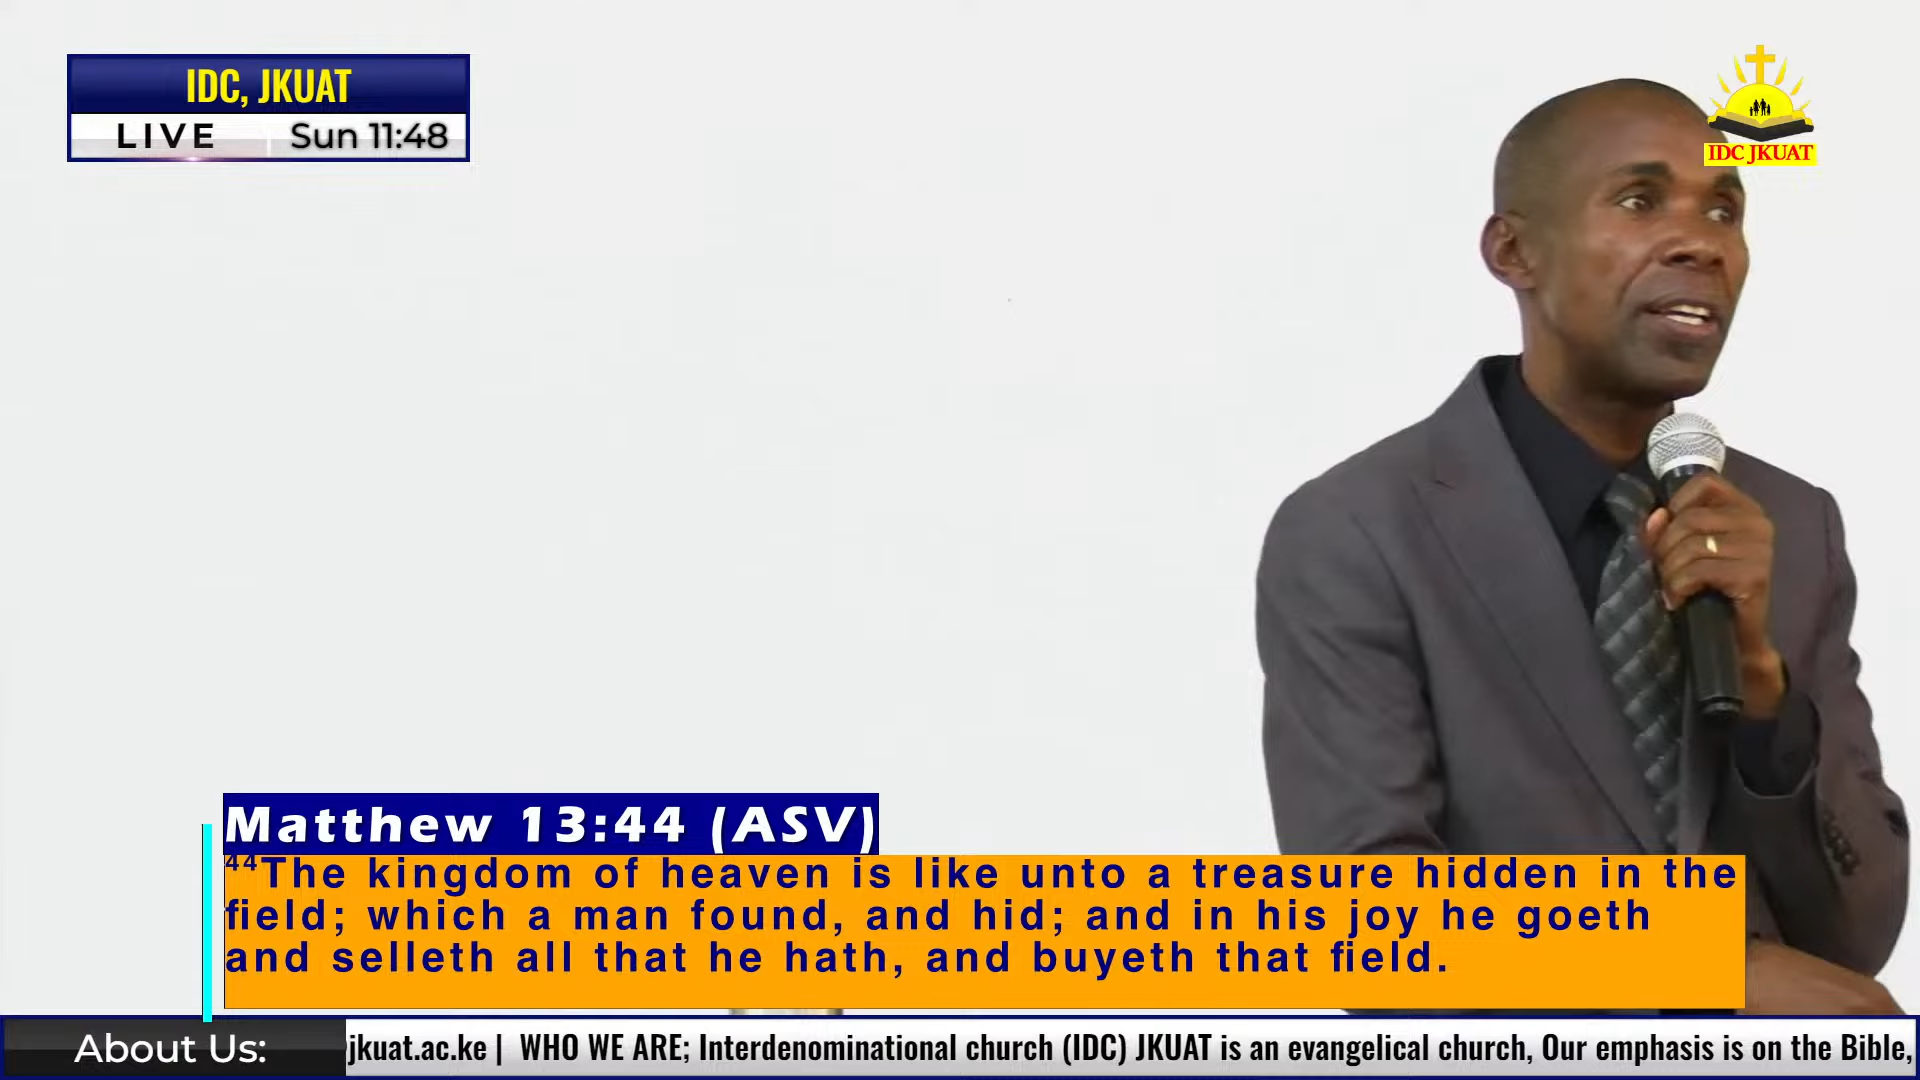 IDC, JKUAT
LIVE Sun 11:48
IDC JKUAT
Matthew 13:44 (ASV)
44The kingdom of heaven is like unto a treasure hidden in the
field; which a man found, and hid; and in his joy he goeth
and selleth all that he hath, and buyeth that field.
About Us: jkuat.ac.ke | WHO WE ARE; Interdenominational church (IDC) JKUAT is an evangelical church, Our emphasis is on the Bible,